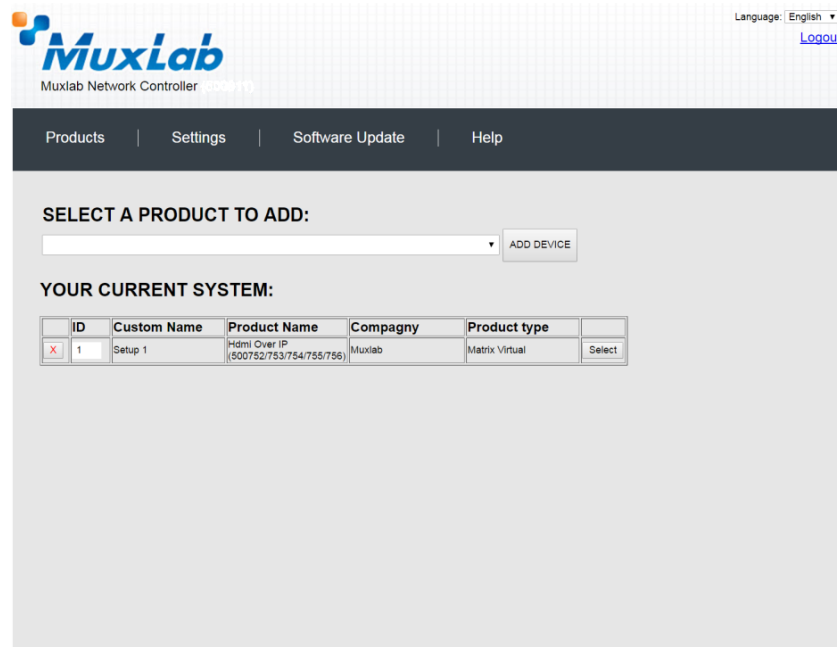 Language: English
Logou
MuxLab
Muxlab Network Controller
Products | Settings | Software Update | Help
SELECT A PRODUCT TO ADD:
ADD DEVICE
YOUR CURRENT SYSTEM:
ID Custom Name Product Name Compagny Product type
X 1 Setup 1 Hdmi Over IP (500752/753/754/755/756) Muxlab Matrix Virtual Select